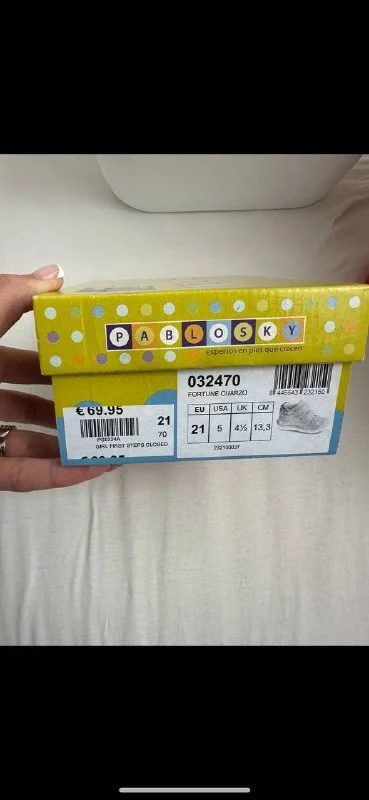 PABLOSKY
expertos en pies que crecen
032470
FORTUNE CUARZO
EU USA UK CM
21 5 4½ 13,3
232100037
€ 69.95
21
70
GIRL FIRST STEPS CLOSED